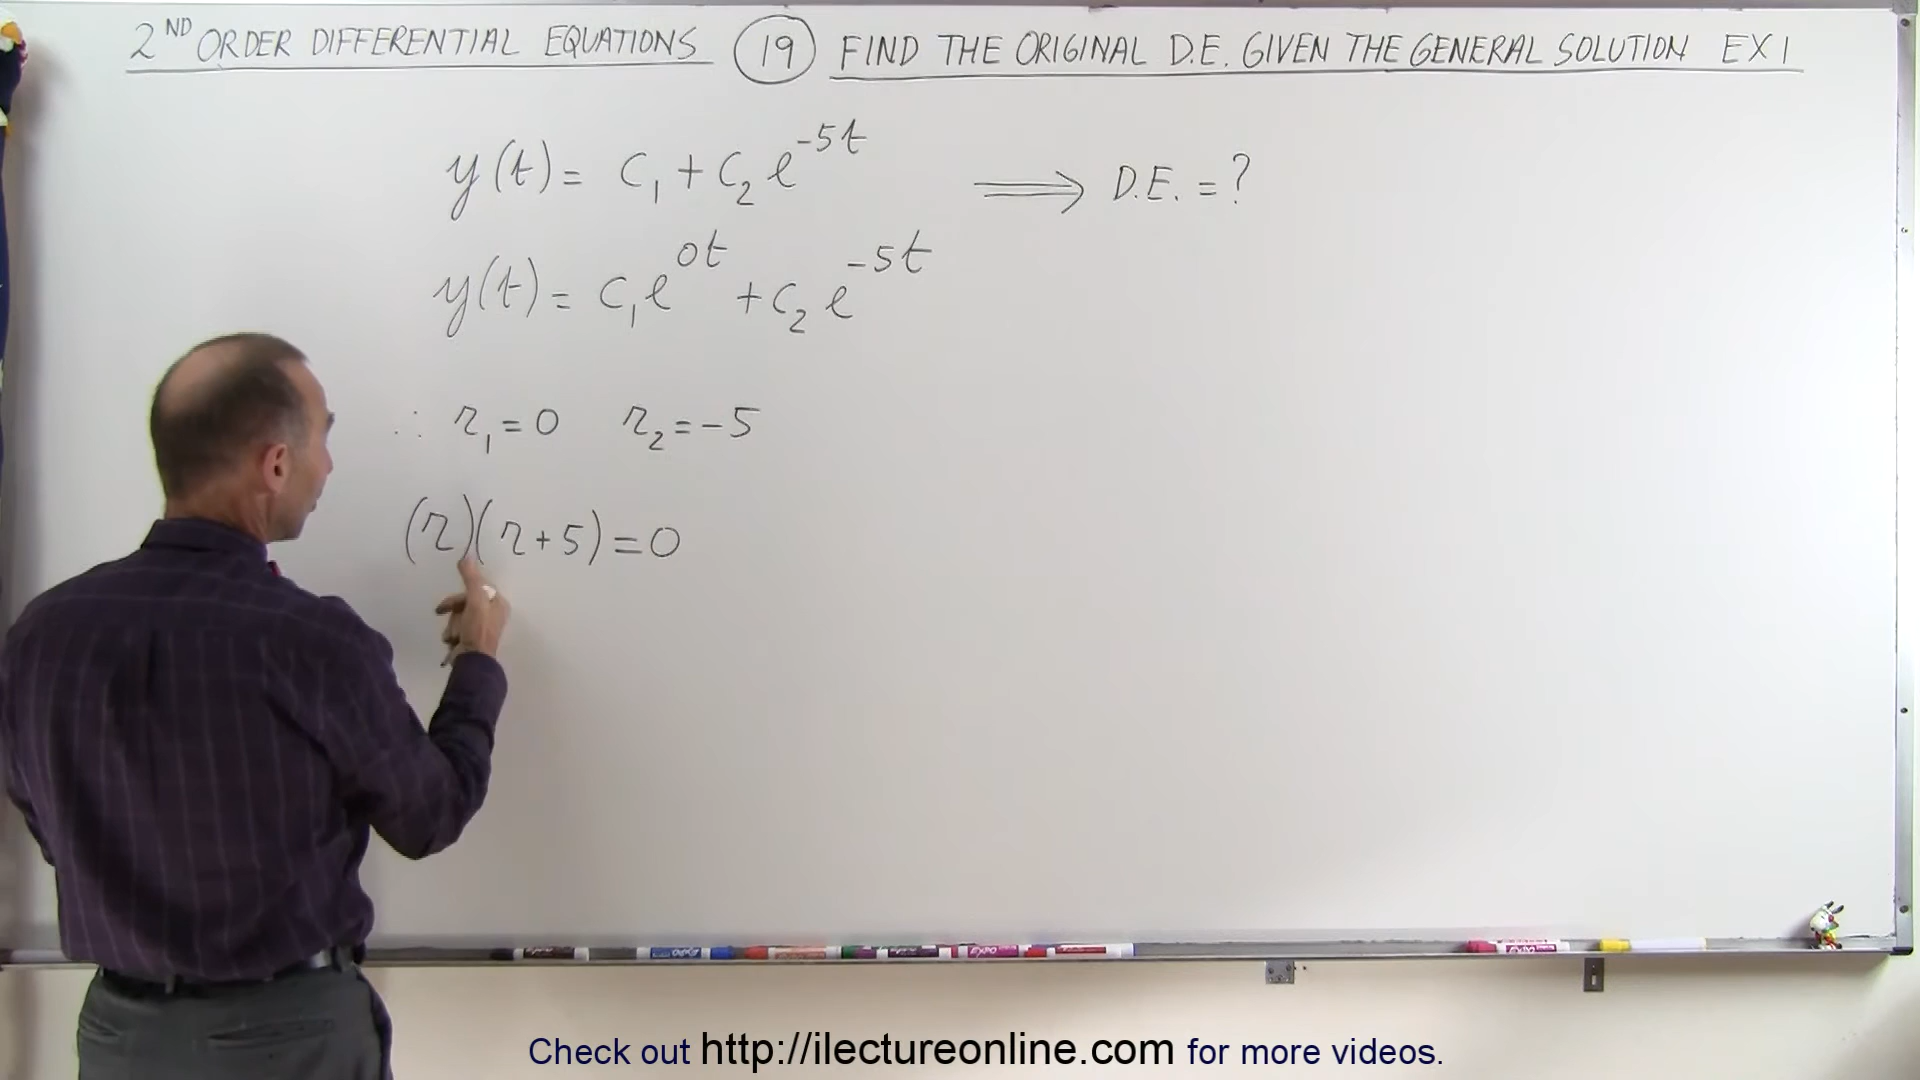 2ND ORDER DIFFERENTIAL EQUATIONS (19) FIND THE ORIGINAL D.E. GIVEN THE GENERAL SOLUTION EX 1
y(t) = C₁ + C₂ e^{-5t} ⟹ D.E. = ?
y(t) = C₁e^{0t} + C₂ e^{-5t}
∴ r₁ = 0 r₂ = -5
(r)(r + 5) = 0
Check out http://ilectureonline.com for more videos.